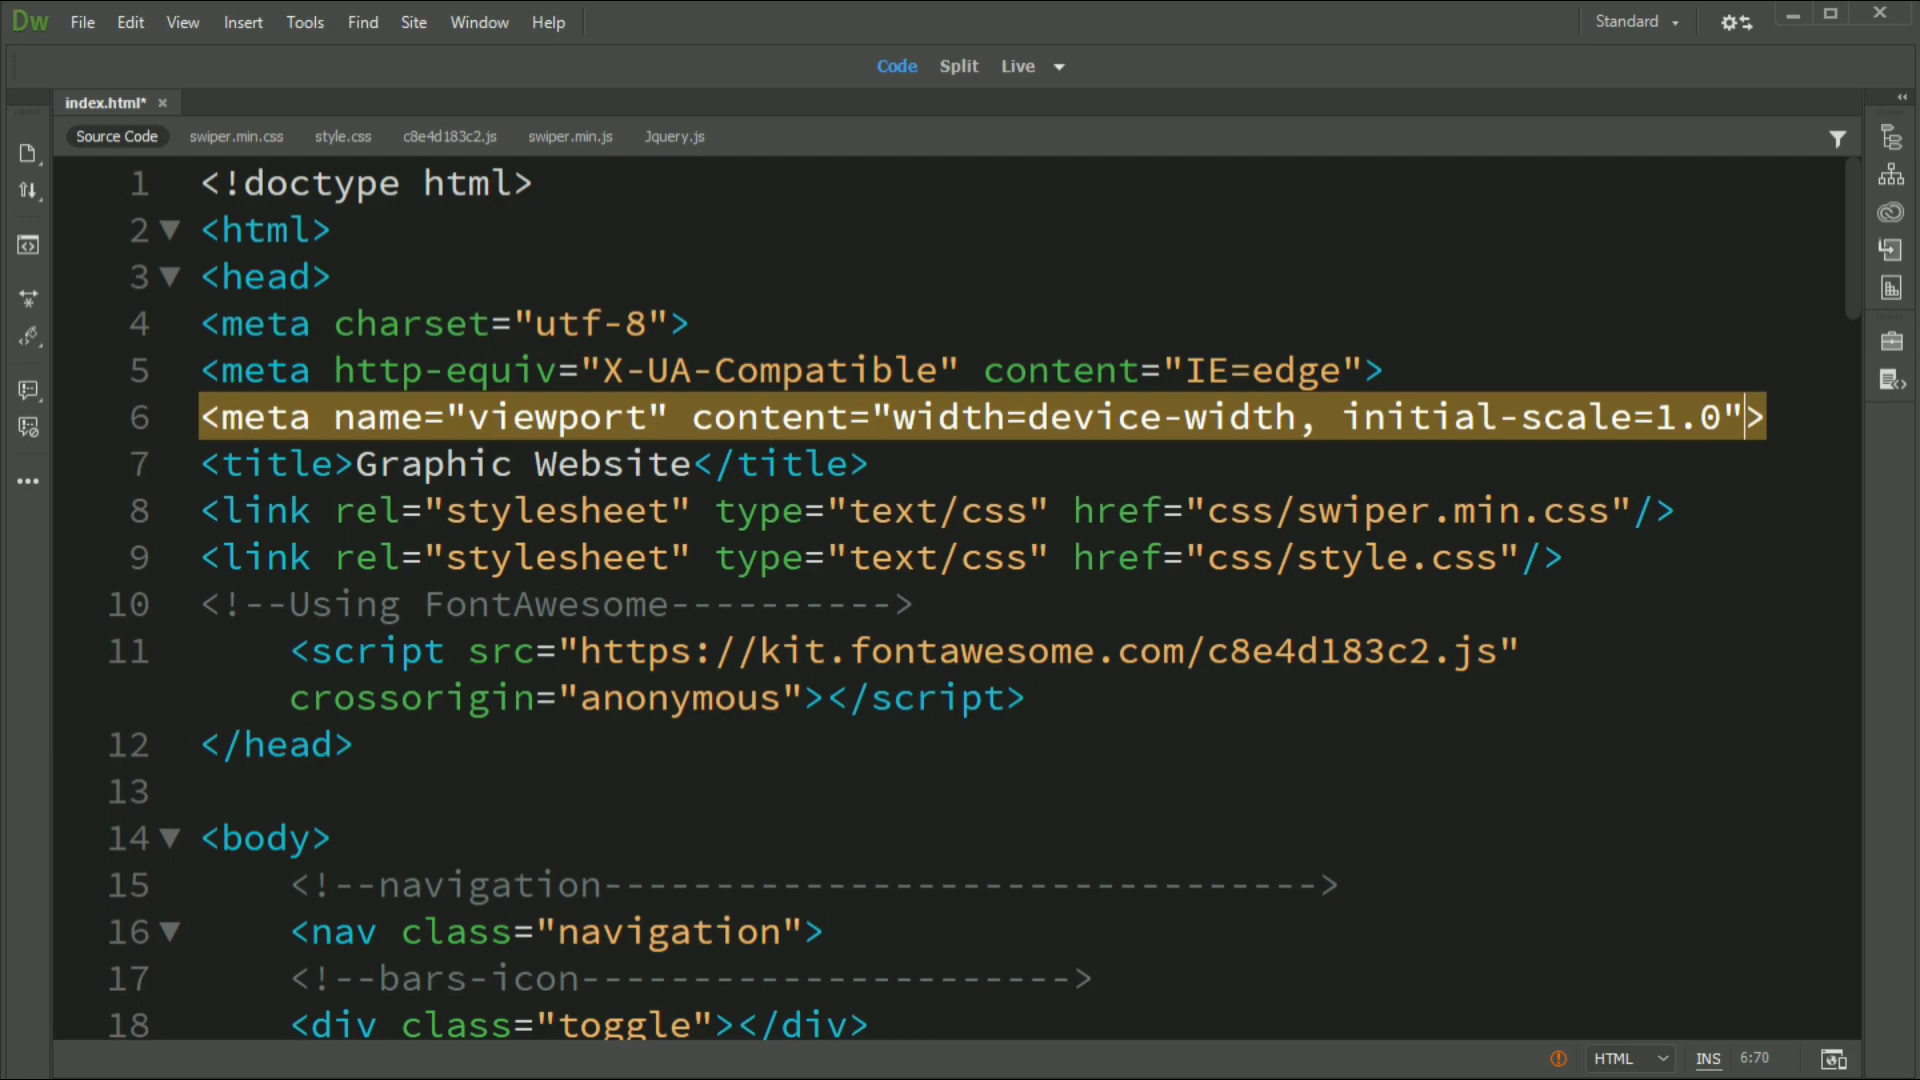 Dw File Edit View Insert Tools Find Site Window Help Standard
Code Split Live
index.html*
Source Code swiper.min.css style.css c8e4d183c2.js swiper.min.js Jquery.js
1 <!doctype html>
2 <html>
3 <head>
4 <meta charset="utf-8">
5 <meta http-equiv="X-UA-Compatible" content="IE=edge">
6 <meta name="viewport" content="width=device-width, initial-scale=1.0">
7 <title>Graphic Website</title>
8 <link rel="stylesheet" type="text/css" href="css/swiper.min.css"/>
9 <link rel="stylesheet" type="text/css" href="css/style.css"/>
10 <!--Using FontAwesome---------->
11 <script src="https://kit.fontawesome.com/c8e4d183c2.js"
crossorigin="anonymous"></script>
12 </head>
13
14 <body>
15 <!--navigation-------------------------------->
16 <nav class="navigation">
17 <!--bars-icon---------------------->
18 <div class="toggle"></div>
HTML INS 6:70